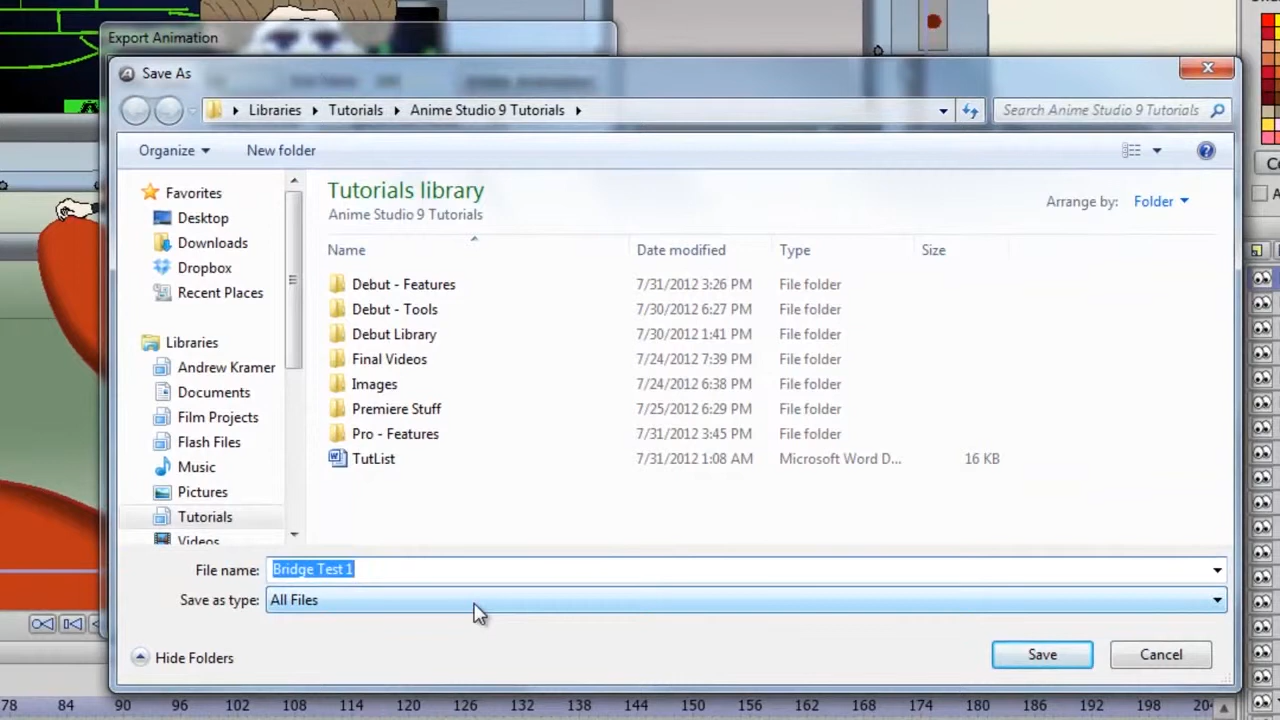 Export Animation
Save As
Libraries Tutorials Anime Studio 9 Tutorials
Search Anime Studio 9 Tutorials
Organize New folder
Favorites
Desktop
Downloads
Dropbox
Recent Places
Libraries
Andrew Kramer
Documents
Film Projects
Flash Files
Music
Pictures
Tutorials
Videos
Tutorials library
Anime Studio 9 Tutorials
Arrange by: Folder
Name Date modified Type Size
Debut - Features 7/31/2012 3:26 PM File folder
Debut - Tools 7/30/2012 6:27 PM File folder
Debut Library 7/30/2012 1:41 PM File folder
Final Videos 7/24/2012 7:39 PM File folder
Images 7/24/2012 6:38 PM File folder
Premiere Stuff 7/25/2012 6:29 PM File folder
Pro - Features 7/31/2012 3:45 PM File folder
TutList 7/31/2012 1:08 AM Microsoft Word D... 16 KB
File name: Bridge Test 1
Save as type: All Files
Hide Folders
Save Cancel
78 84 90 96 102 108 114 120 126 132 138 144 150 156 162 168 174 180 186 192 198 204